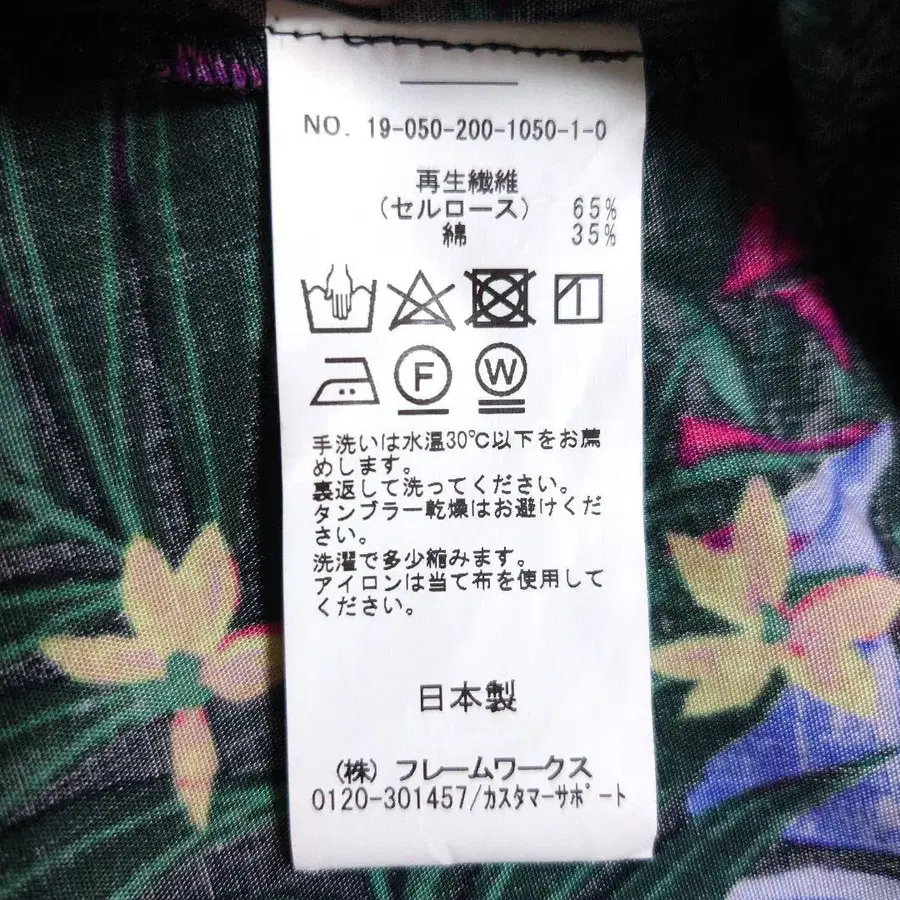 NO. 19-050-200-1050-1-0
再生繊維
(セルロース) 65%
綿 35%
F W
手洗いは水温30℃以下をお薦
めします。
裏返して洗ってください。
タンブラー乾燥はお避けくだ
さい。
洗濯で多少縮みます。
アイロンは当て布を使用して
ください。
日本製
(株) フレームワークス
0120-301457/カスタマーサポート